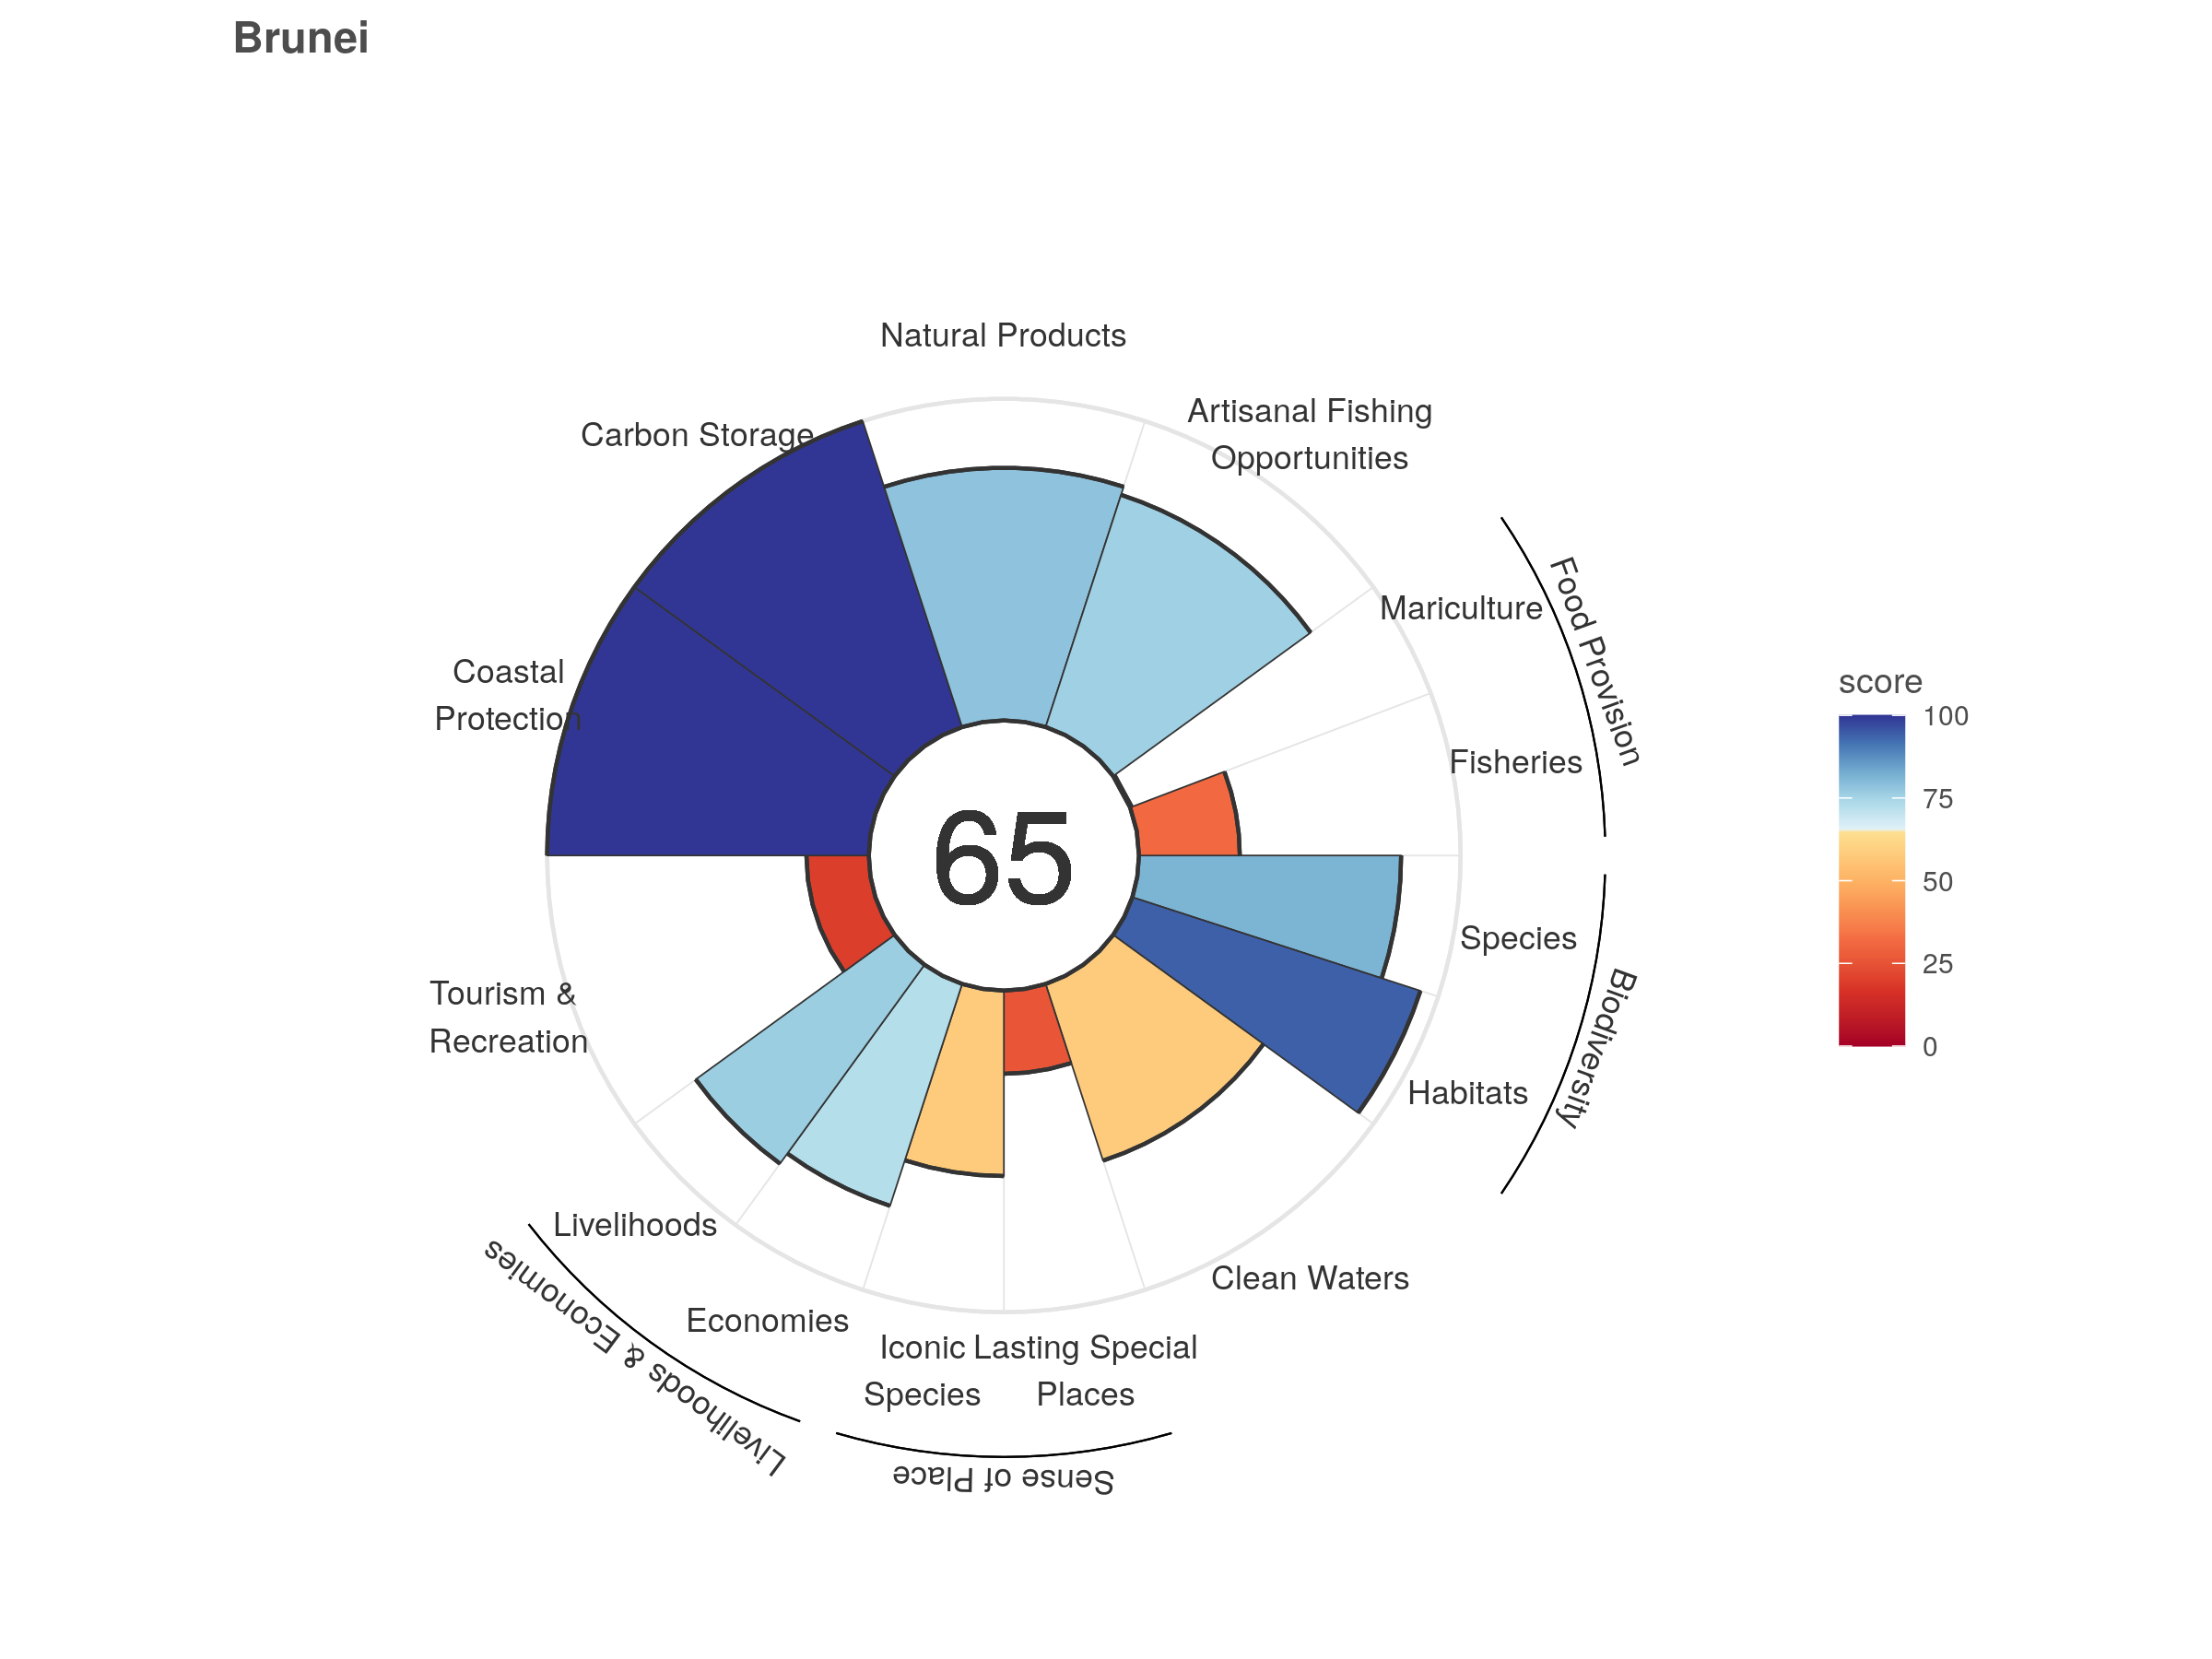 Brunei
Natural Products
Artisanal Fishing
Opportunities
Carbon Storage
Mariculture
Food Provision
Coastal
Protection
Fisheries
score
100
75
50
25
0
65
Species
Biodiversity
Tourism &
Recreation
Habitats
Livelihoods
Clean Waters
Livelihoods & Economies
Economies
Iconic
Species
Lasting Special
Places
Sense of Place